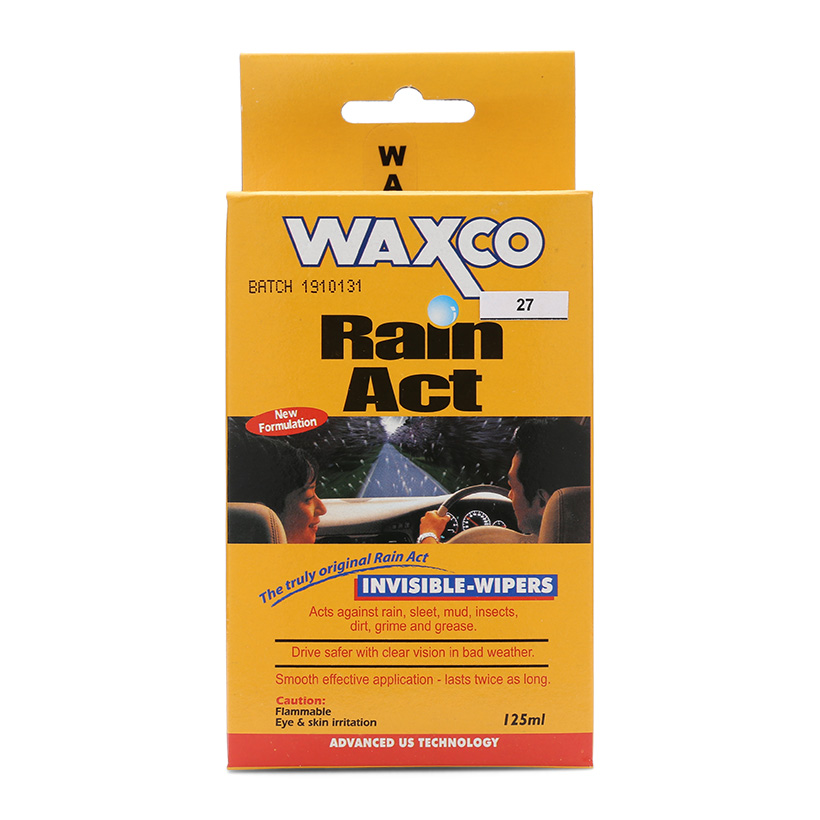 W
A
WAXCO
BATCH 1910131
27
Rain
Act
New
Formulation
The truly original Rain Act
INVISIBLE-WIPERS
Acts against rain, sleet, mud, insects,
dirt, grime and grease.
Drive safer with clear vision in bad weather.
Smooth effective application - lasts twice as long.
Caution:
Flammable
Eye & skin irritation
125ml
ADVANCED US TECHNOLOGY